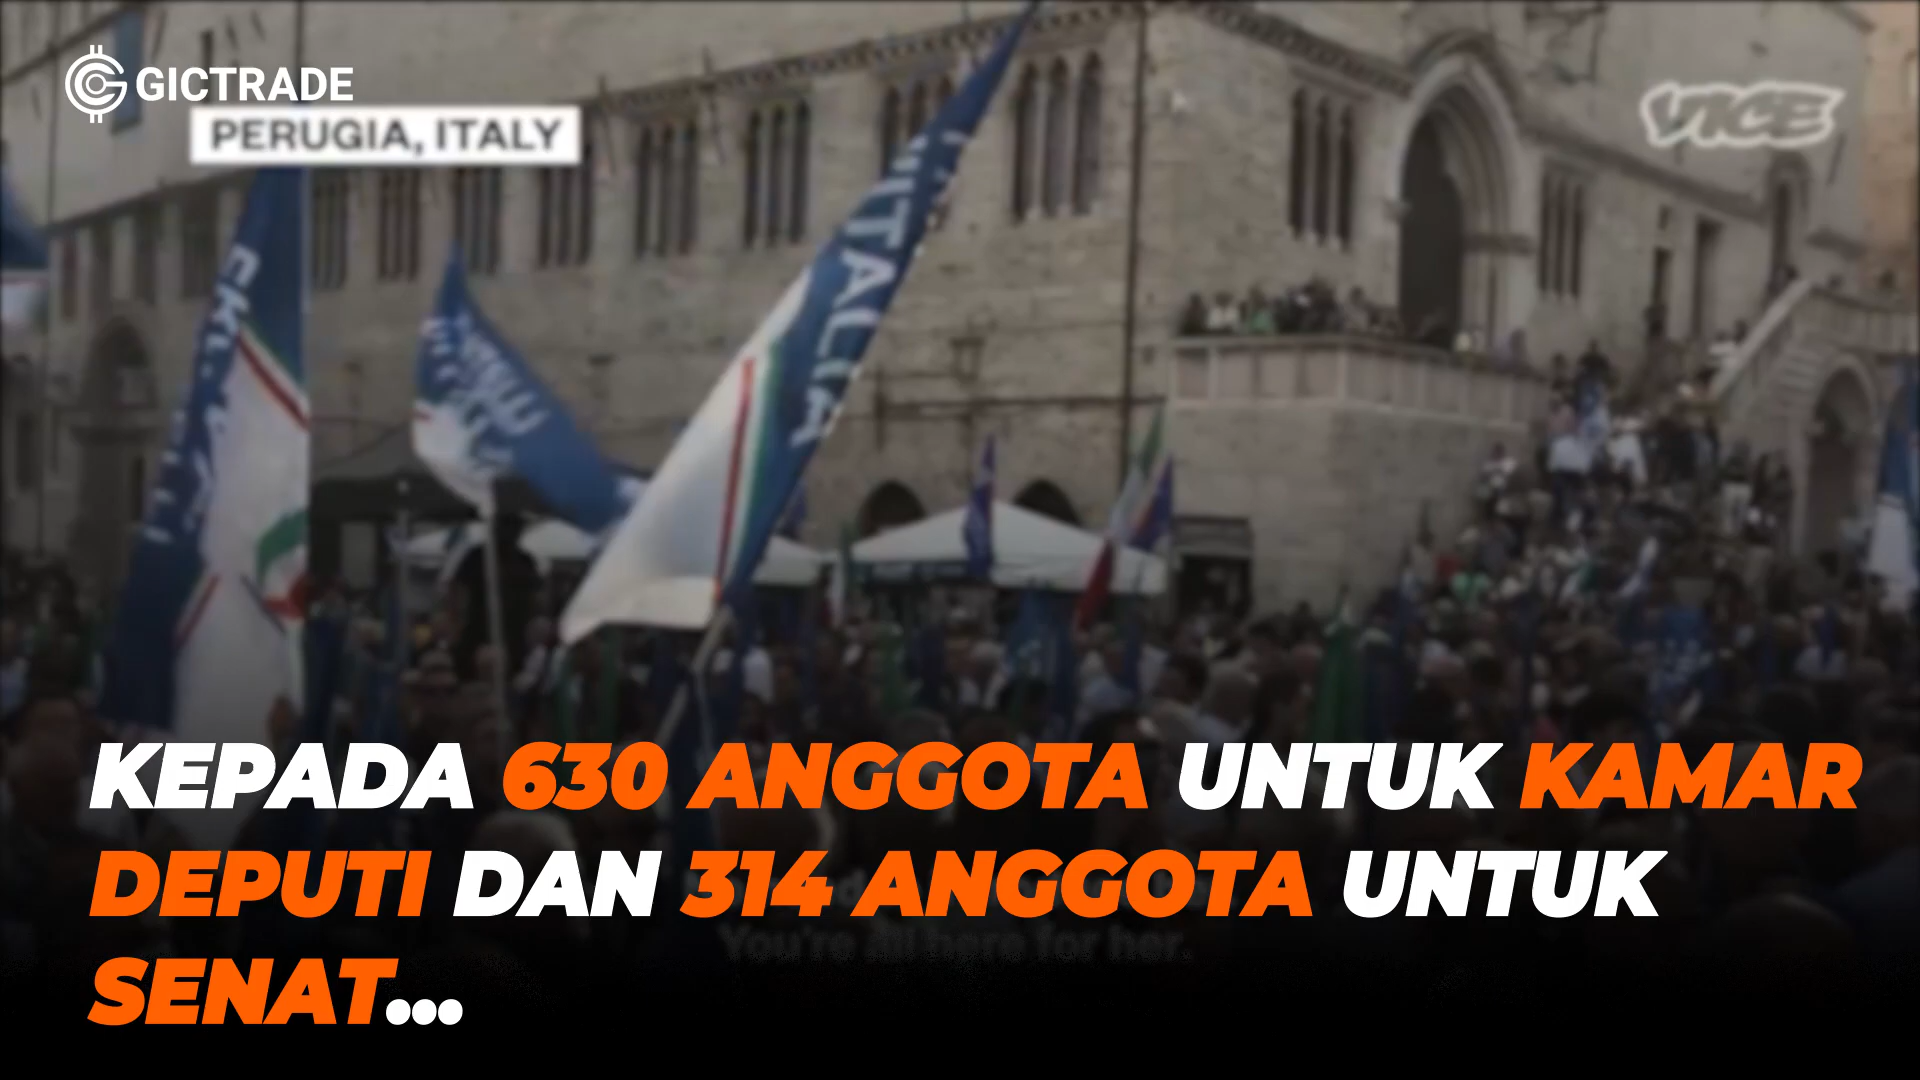 GICTRADE
PERUGIA, ITALY
VICE
ITALIA
KEPADA 630 ANGGOTA UNTUK KAMAR
DEPUTI DAN 314 ANGGOTA UNTUK
You're all here for her.
SENAT...